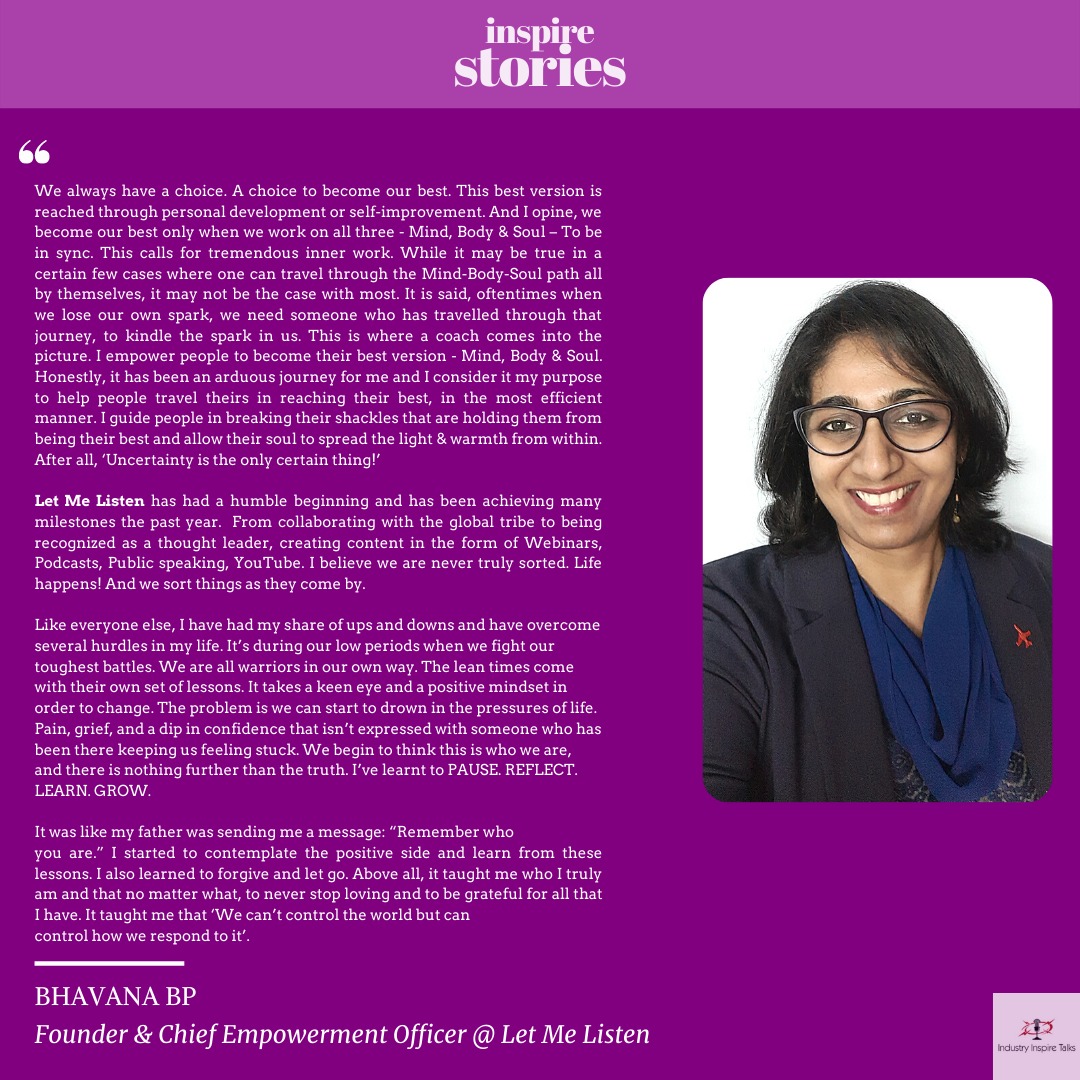 inspire
stories
“
We always have a choice. A choice to become our best. This best version is
reached through personal development or self-improvement. And I opine, we
become our best only when we work on all three - Mind, Body & Soul – To be
in sync. This calls for tremendous inner work. While it may be true in a
certain few cases where one can travel through the Mind-Body-Soul path all
by themselves, it may not be the case with most. It is said, oftentimes when
we lose our own spark, we need someone who has travelled through that
journey, to kindle the spark in us. This is where a coach comes into the
picture. I empower people to become their best version - Mind, Body & Soul.
Honestly, it has been an arduous journey for me and I consider it my purpose
to help people travel theirs in reaching their best, in the most efficient
manner. I guide people in breaking their shackles that are holding them from
being their best and allow their soul to spread the light & warmth from within.
After all, ‘Uncertainty is the only certain thing!’
Let Me Listen has had a humble beginning and has been achieving many
milestones the past year. From collaborating with the global tribe to being
recognized as a thought leader, creating content in the form of Webinars,
Podcasts, Public speaking, YouTube. I believe we are never truly sorted. Life
happens! And we sort things as they come by.
Like everyone else, I have had my share of ups and downs and have overcome
several hurdles in my life. It’s during our low periods when we fight our
toughest battles. We are all warriors in our own way. The lean times come
with their own set of lessons. It takes a keen eye and a positive mindset in
order to change. The problem is we can start to drown in the pressures of life.
Pain, grief, and a dip in confidence that isn’t expressed with someone who has
been there keeping us feeling stuck. We begin to think this is who we are,
and there is nothing further than the truth. I’ve learnt to PAUSE. REFLECT.
LEARN. GROW.
It was like my father was sending me a message: “Remember who
you are.” I started to contemplate the positive side and learn from these
lessons. I also learned to forgive and let go. Above all, it taught me who I truly
am and that no matter what, to never stop loving and to be grateful for all that
I have. It taught me that ‘We can’t control the world but can
control how we respond to it’.
BHAVANA BP
Founder & Chief Empowerment Officer @ Let Me Listen
Industry Inspire Talks